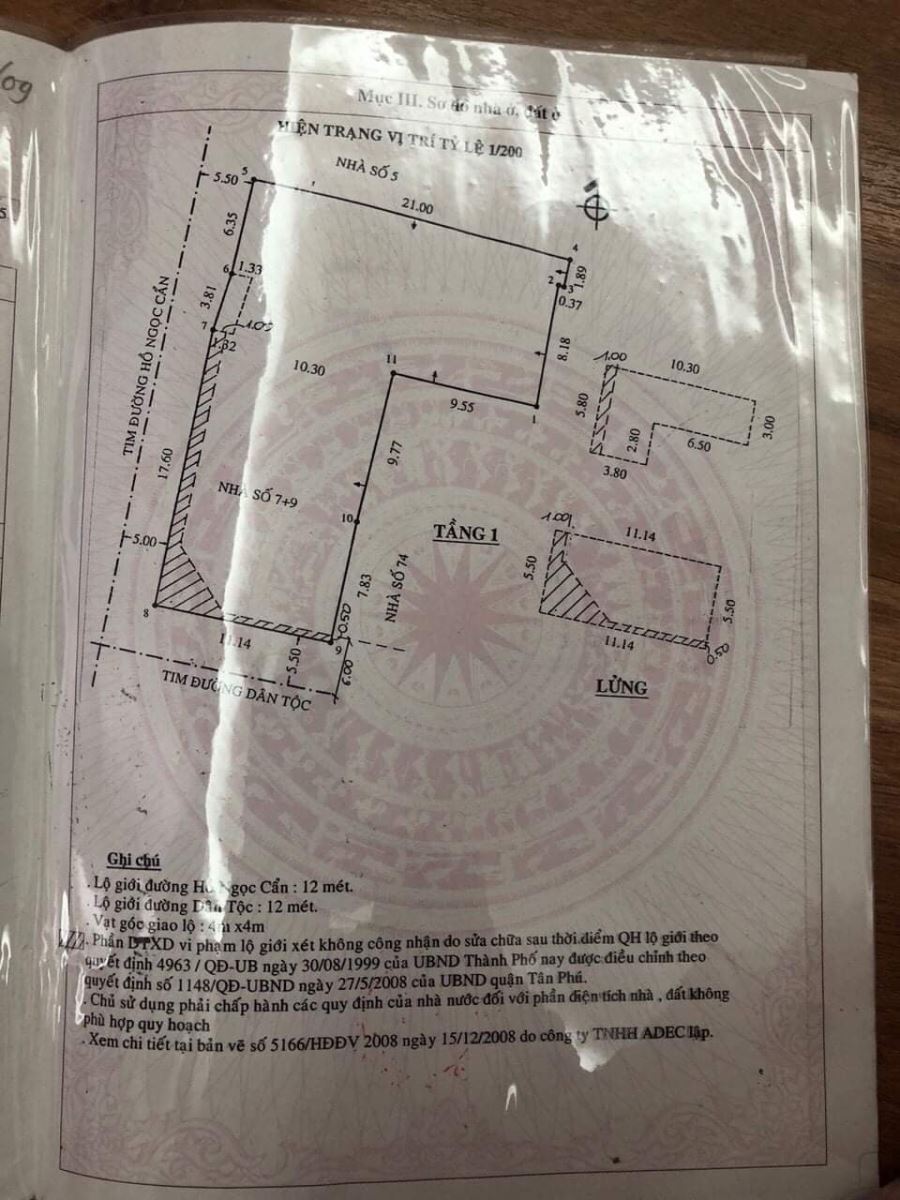 Mục III. Sơ đồ nhà ở, đất ở
HIỆN TRẠNG VỊ TRÍ TỶ LỆ 1/200
NHÀ SỐ 5
5.50
5
21.00
4
6.35
1.89
6
1.33
2
3
0.37
3.81
7
1.05
1.32
TIM ĐƯỜNG HỒ NGỌC CẨN
10.30
11
8.18
9.55
1
1.00
10.30
5.80
2.80
6.50
3.00
3.80
17.60
9.77
NHÀ SỐ 7+9
10
TẦNG 1
1.00
11.14
5.00
7.83
NHÀ SỐ 74
5.50
5.50
8
11.14
0.50
9
11.14
0.50
5.50
6.00
LỬNG
TIM ĐƯỜNG DÂN TỘC
Ghi chú
. Lộ giới đường Hồ Ngọc Cẩn : 12 mét.
. Lộ giới đường Dân Tộc : 12 mét.
. Vạt góc giao lộ : 4m x4m
. Phần DTXD vi phạm lộ giới xét không công nhận do sửa chữa sau thời điểm QH lộ giới theo
quyết định 4963 / QĐ-UB ngày 30/08/1999 của UBND Thành Phố nay được điều chỉnh theo
quyết định số 1148/QĐ-UBND ngày 27/5/2008 của UBND quận Tân Phú.
. Chủ sử dụng phải chấp hành các quy định của nhà nước đối với phần diện tích nhà , đất không
phù hợp quy hoạch
. Xem chi tiết tại bản vẽ số 5166/HĐĐV 2008 ngày 15/12/2008 do công ty TNHH ADEC lập.